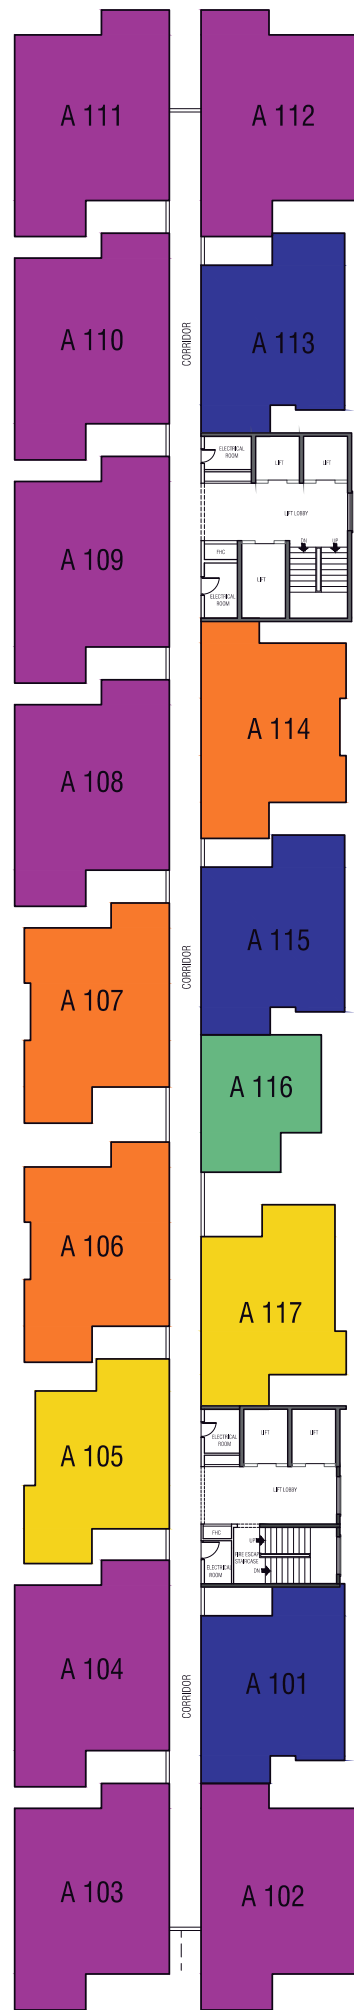 A 111
A 112
A 110
CORRIDOR
A 113
ELECTRICAL
ROOM
LIFT
LIFT
LIFT LOBBY
A 109
FHC
DN
UP
LIFT
ELECTRICAL
ROOM
A 114
A 108
CORRIDOR
A 115
A 107
A 116
A 106
A 117
A 105
ELECTRICAL
ROOM
LIFT
LIFT
LIFT LOBBY
FHC
UP
FIRE ESCAPE
STAIRCASE
ELECTRICAL
ROOM
DN
A 104
CORRIDOR
A 101
A 103
A 102